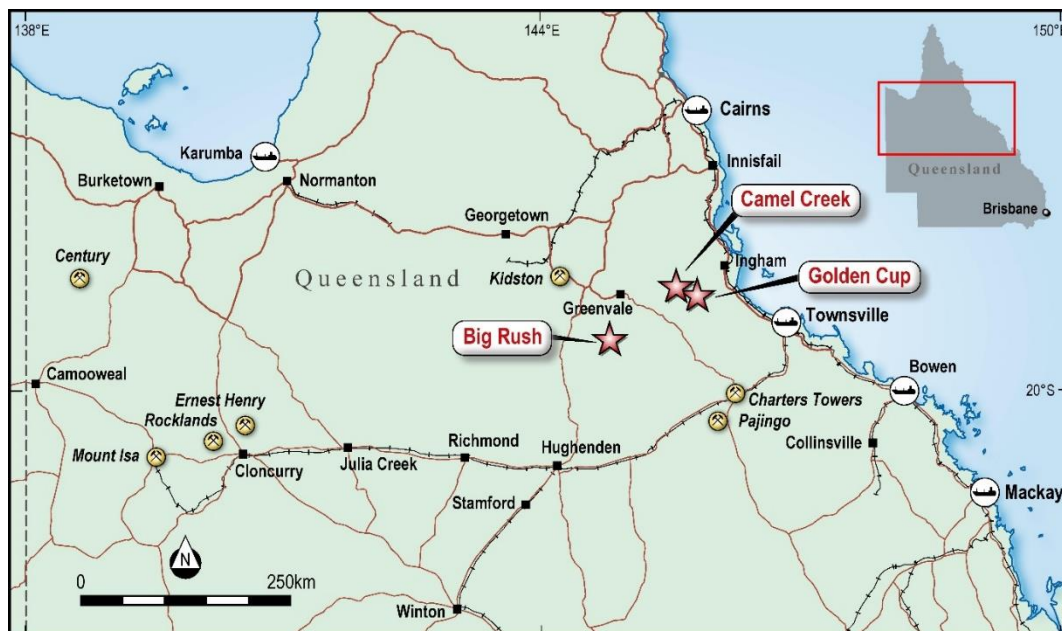 138°E
144°E
150°E
Cairns
Karumba
Innisfail
Burketown
Normanton
Queensland
Camel Creek
Georgetown
Brisbane
Century
Queensland
Kidston
Ingham
Golden Cup
Greenvale
Townsville
Big Rush
Camooweal
Bowen
20°S
Ernest Henry
Charters Towers
Rocklands
Pajingo
Richmond
Hughenden
Collinsville
Mount Isa
Cloncurry
Julia Creek
Stamford
Mackay
N
0
250km
Winton